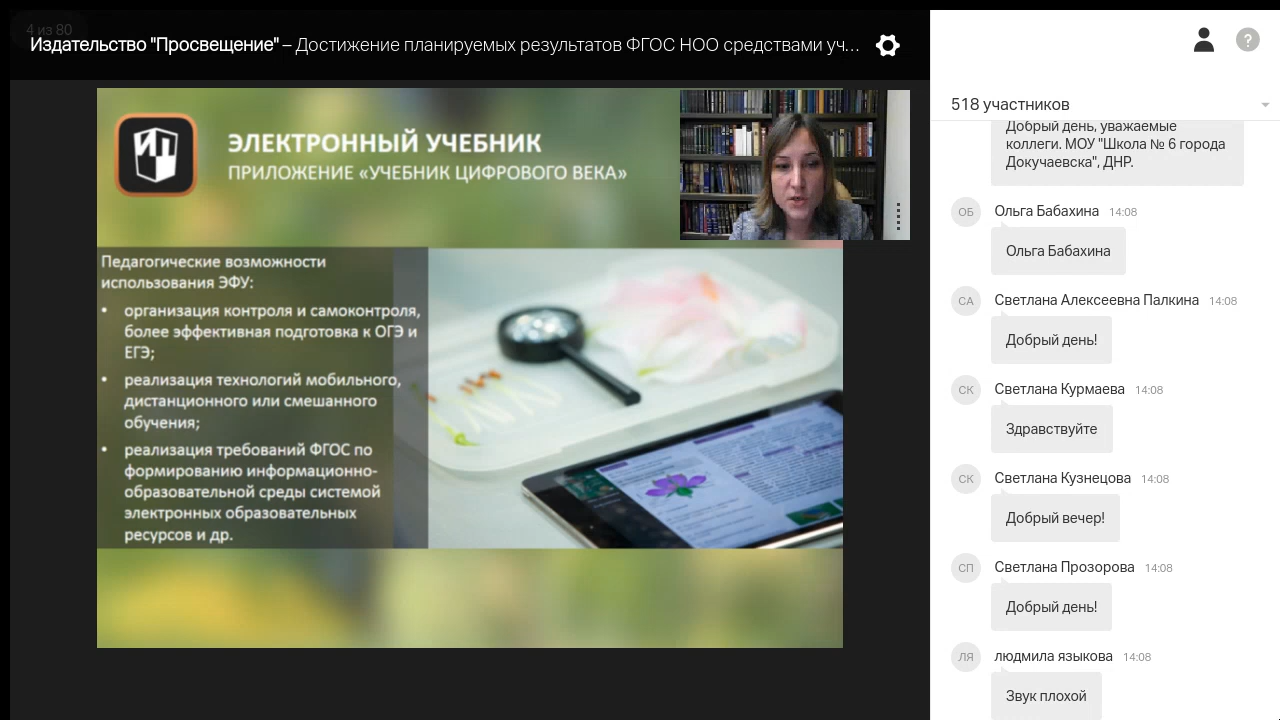 4 из 80
Издательство "Просвещение" – Достижение планируемых результатов ФГОС НОО средствами уч...
ЭЛЕКТРОННЫЙ УЧЕБНИК
ПРИЛОЖЕНИЕ «УЧЕБНИК ЦИФРОВОГО ВЕКА»
Педагогические возможности
использования ЭФУ:
• организация контроля и самоконтроля,
более эффективная подготовка к ОГЭ и
ЕГЭ;
• реализация технологий мобильного,
дистанционного или смешанного
обучения;
• реализация требований ФГОС по
формированию информационно-
образовательной среды системой
электронных образовательных
ресурсов и др.
?
518 участников
Добрый день, уважаемые
коллеги. МОУ "Школа № 6 города
Докучаевска", ДНР.
ОБ Ольга Бабахина 14:08
Ольга Бабахина
СА Светлана Алексеевна Палкина 14:08
Добрый день!
СК Светлана Курмаева 14:08
Здравствуйте
СК Светлана Кузнецова 14:08
Добрый вечер!
СП Светлана Прозорова 14:08
Добрый день!
ЛЯ людмила языкова 14:08
Звук плохой